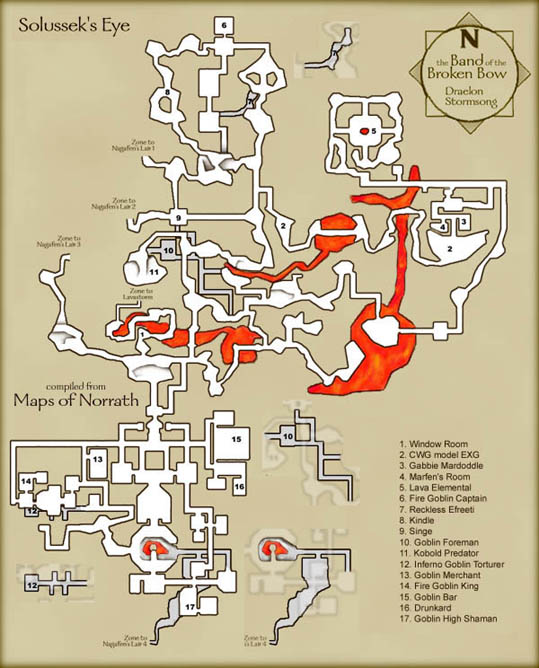 Solussek's Eye
N
the Band of the
Broken Bow
Draelon
Stormsong
6
7
7
8
5
Zone to
Nagafen's Lair 1
Zone to
Nagafen's Lair 2
9
2
4
3
2
Zone to
Nagafen's Lair 3
10
11
Zone to
Lavastorm
compiled from
Maps of Norrath
15
10
13
14
16
12
12
17
Zone to
Nagafen's Lair 4
Zone to
's Lair 4
1. Window Room
2. CWG model EXG
3. Gabbie Mardoddle
4. Marfen's Room
5. Lava Elemental
6. Fire Goblin Captain
7. Reckless Efreeti
8. Kindle
9. Singe
10. Goblin Foreman
11. Kobold Predator
12. Inferno Goblin Torturer
13. Goblin Merchant
14. Fire Goblin King
15. Goblin Bar
16. Drunkard
17. Goblin High Shaman